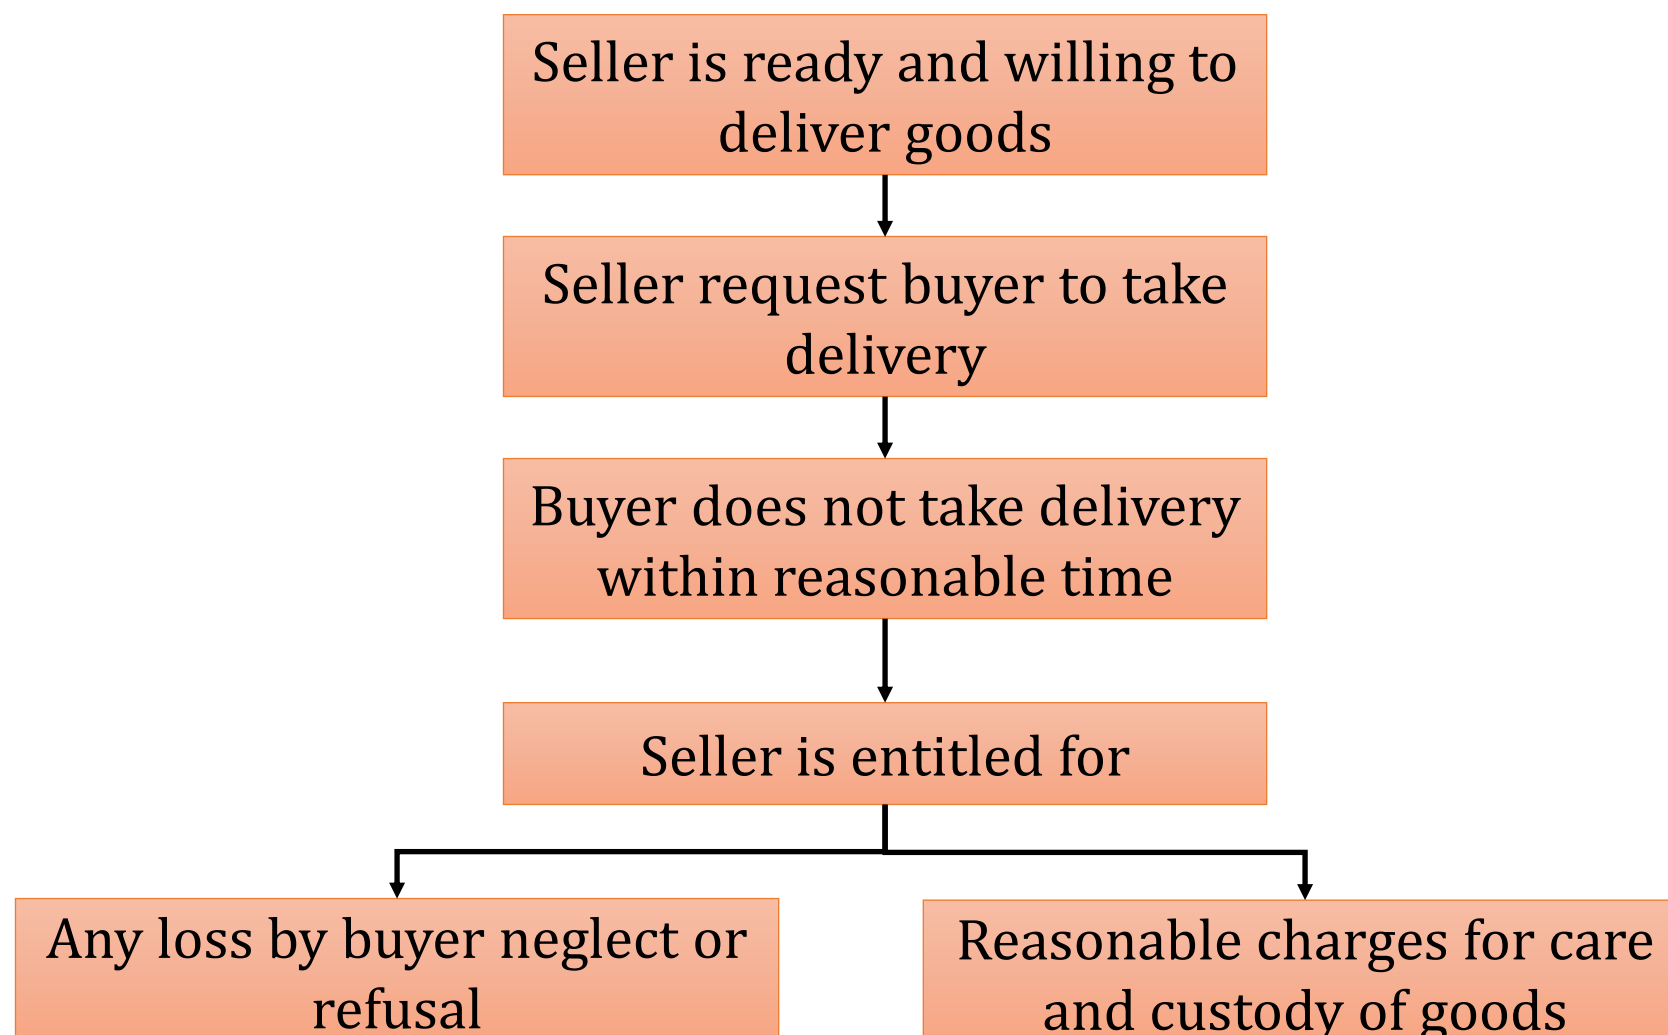 Seller is ready and willing to
deliver goods
Seller request buyer to take
delivery
Buyer does not take delivery
within reasonable time
Seller is entitled for
Any loss by buyer neglect or
refusal
Reasonable charges for care
and custody of goods